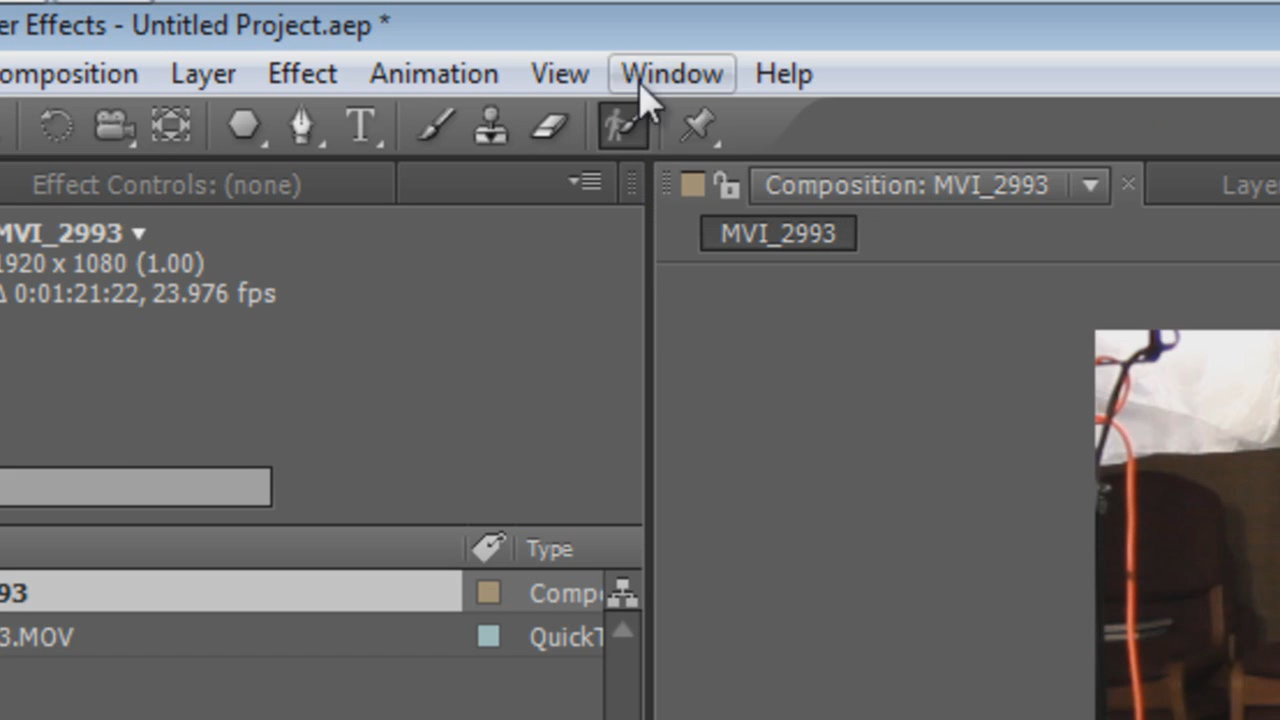 er Effects - Untitled Project.aep *
omposition Layer Effect Animation View Window Help
T
Effect Controls: (none)
Composition: MVI_2993
Laye
MVI_2993
MVI_2993
1920 x 1080 (1.00)
Δ 0:01:21:22, 23.976 fps
Type
93
Compo
3.MOV
QuickT